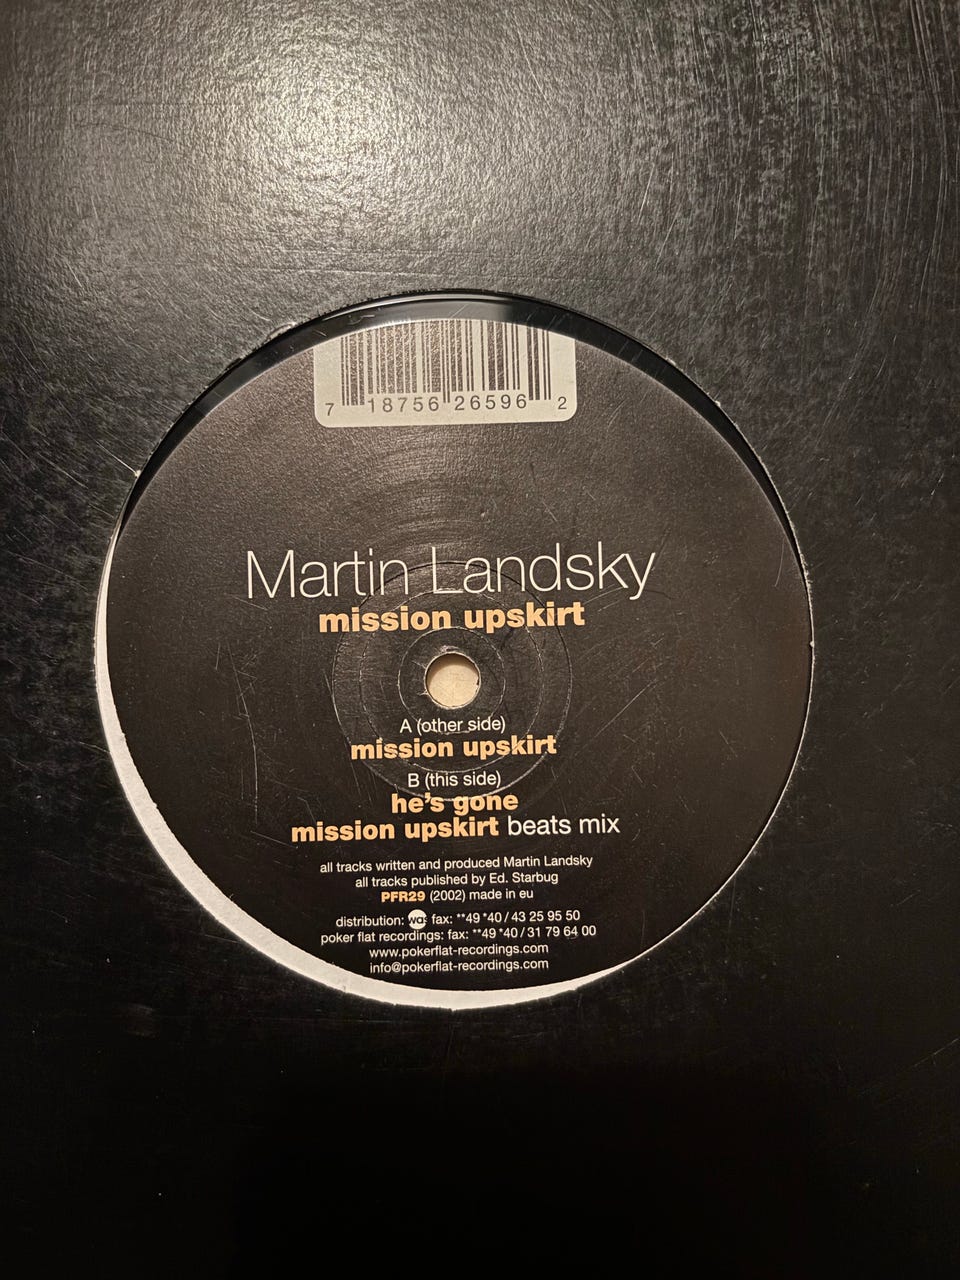 7 18756 26596 2
Martin Landsky
mission upskirt
A (other side)
mission upskirt
B (this side)
he's gone
mission upskirt beats mix
all tracks written and produced Martin Landsky
all tracks published by Ed. Starbug
PFR29 (2002) made in eu
distribution: was fax: **49 *40 / 43 25 95 50
poker flat recordings: fax: **49 *40 / 31 79 64 00
www.pokerflat-recordings.com
info@pokerflat-recordings.com